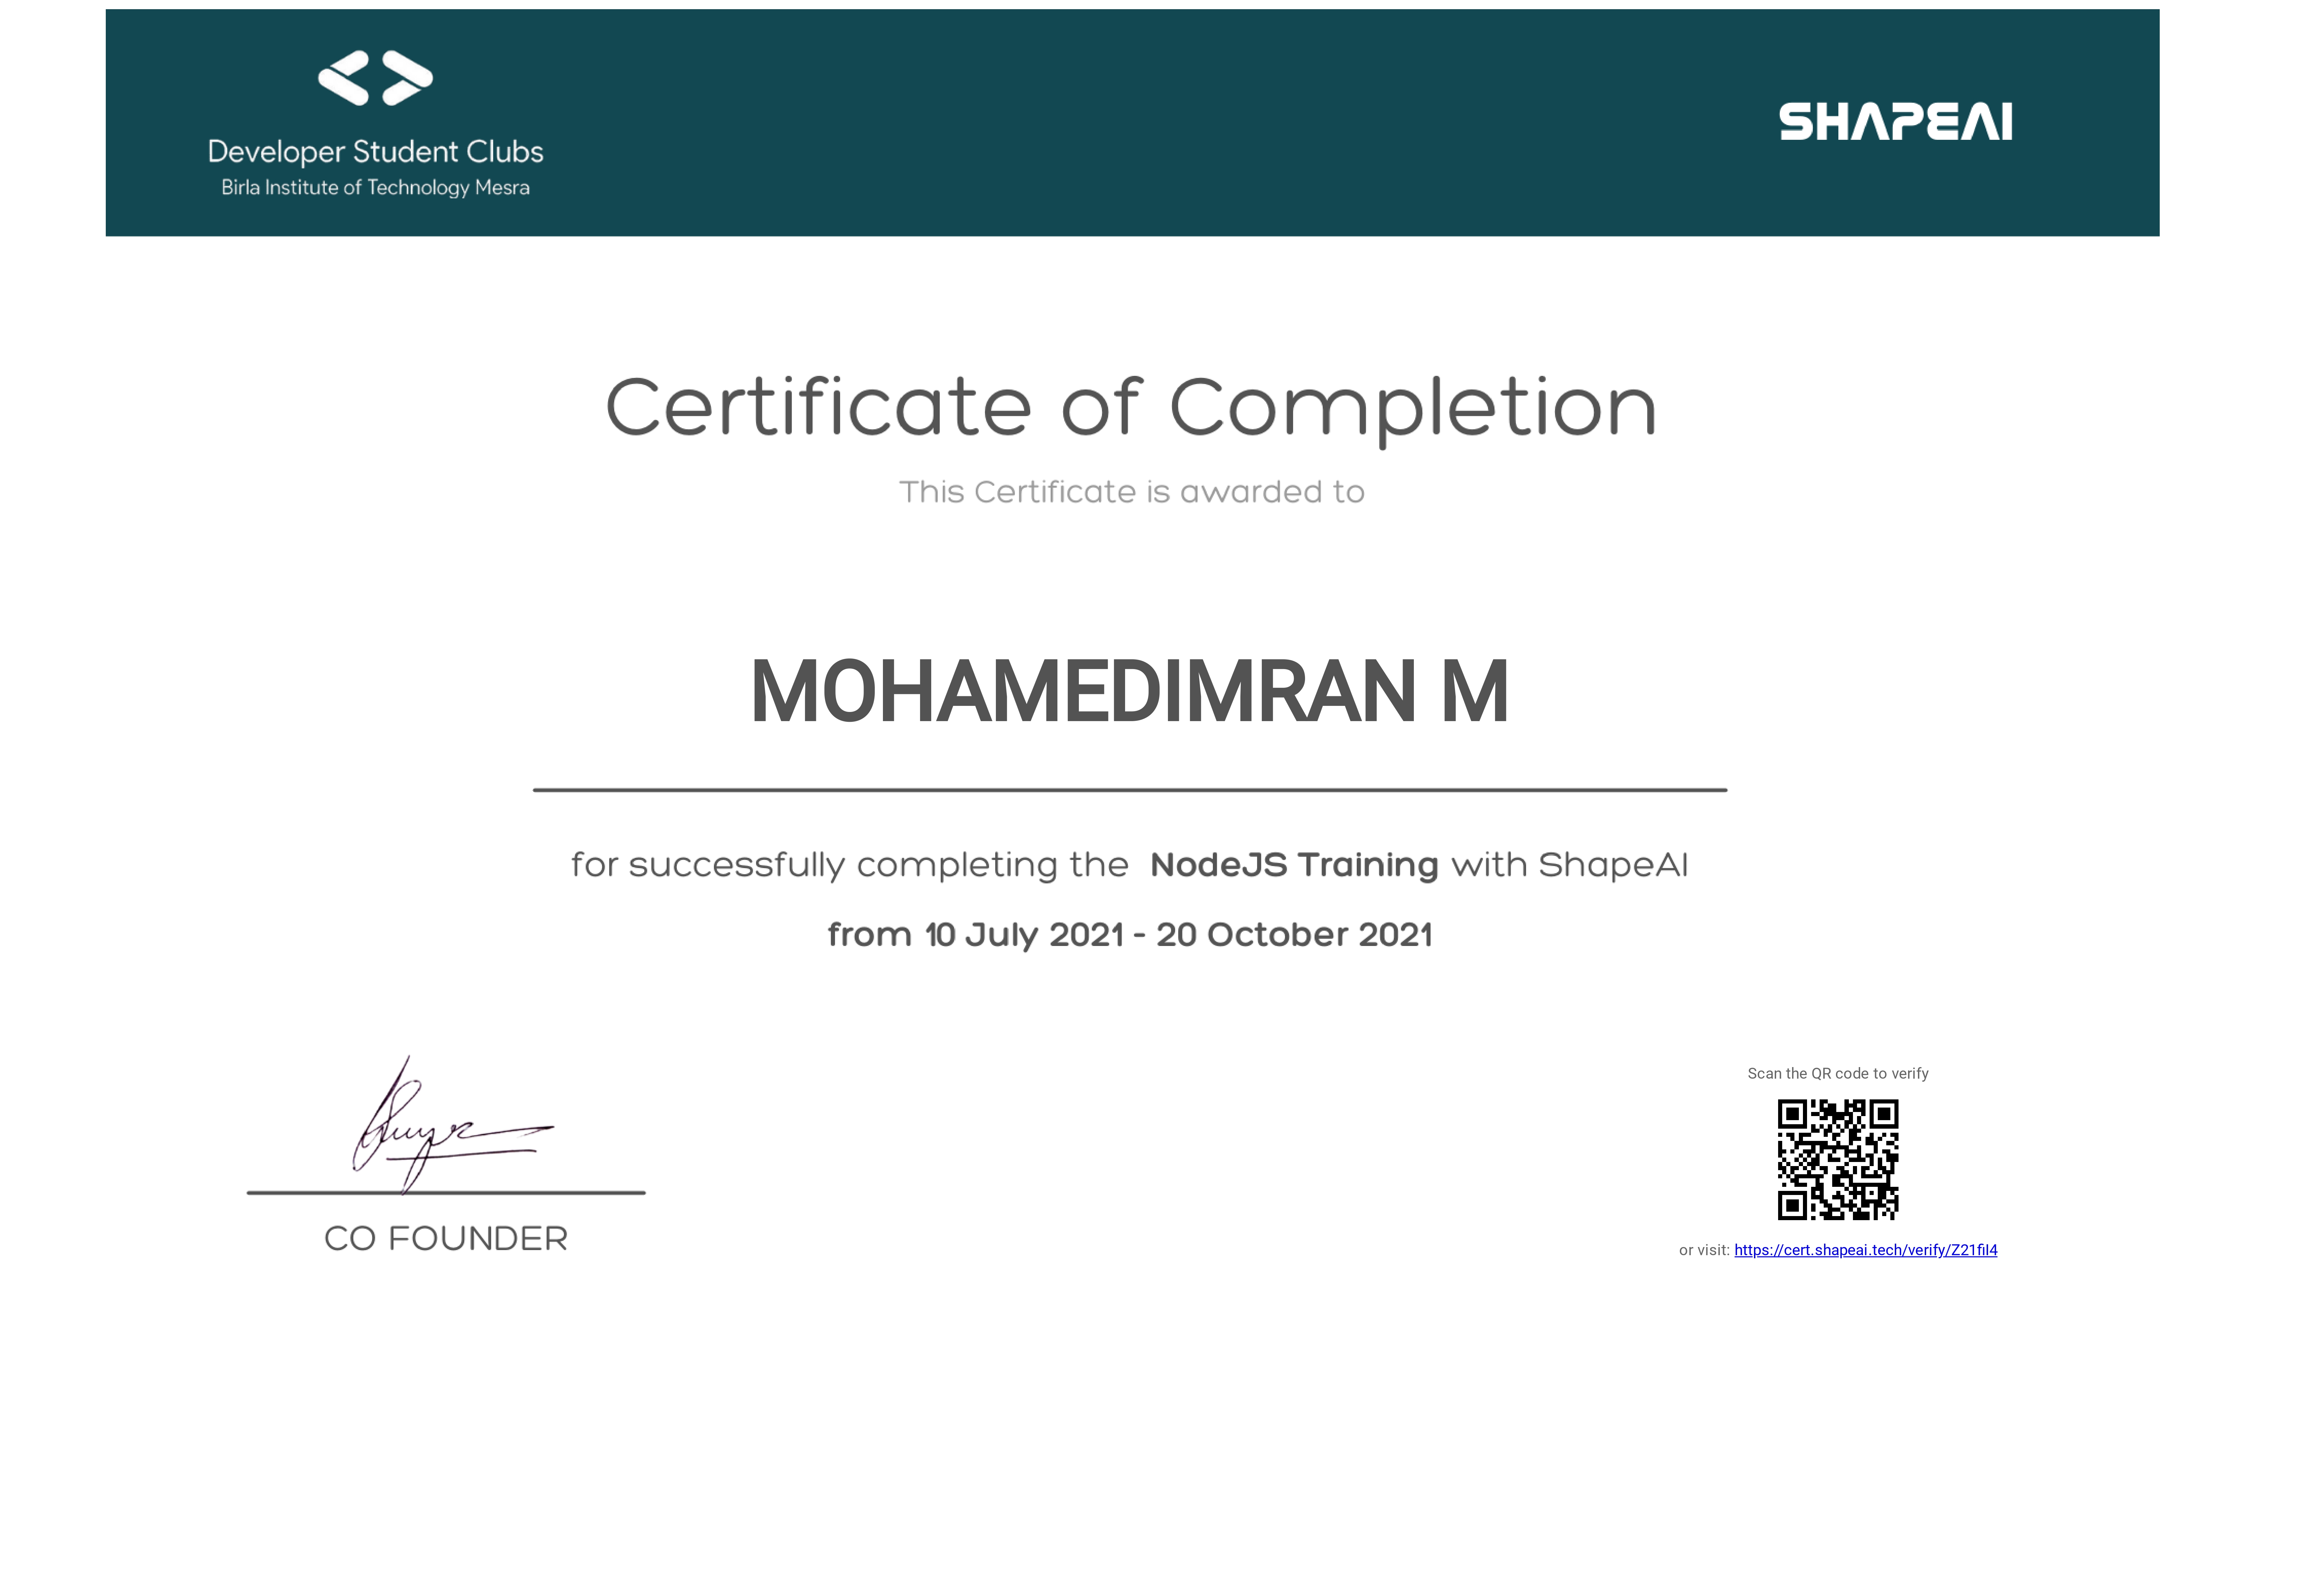 Developer Student Clubs
Birla Institute of Technology Mesra
SHAPEAI
Certificate of Completion
This Certificate is awarded to
MOHAMEDIMRAN M
for successfully completing the NodeJS Training with ShapeAI
from 10 July 2021 - 20 October 2021
CO FOUNDER
Scan the QR code to verify
or visit: https://cert.shapeai.tech/verify/Z21fiI4